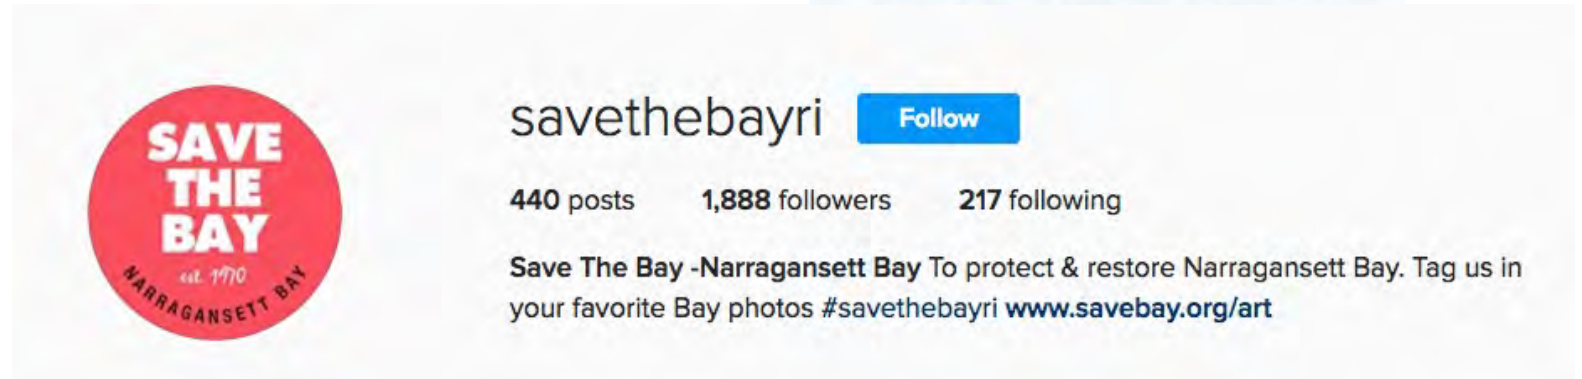 SAVE
THE
BAY
est. 1970
NARRAGANSETT BAY
savethebayri Follow
440 posts 1,888 followers 217 following
Save The Bay -Narragansett Bay To protect & restore Narragansett Bay. Tag us in
your favorite Bay photos #savethebayri www.savebay.org/art